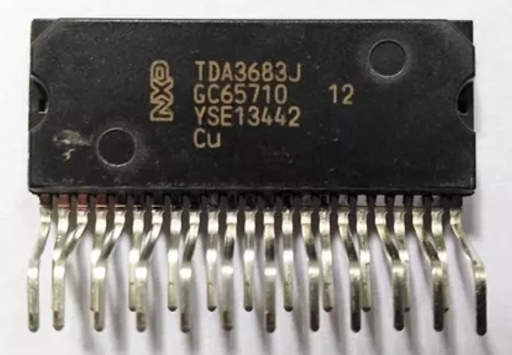 NXP
TDA3683J
GC65710 12
YSE13442
Cu